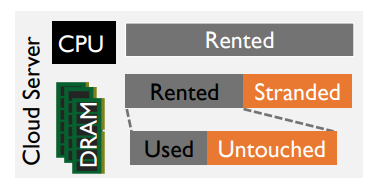 Cloud Server
CPU
Rented
DRAM
Rented
Stranded
Used
Untouched